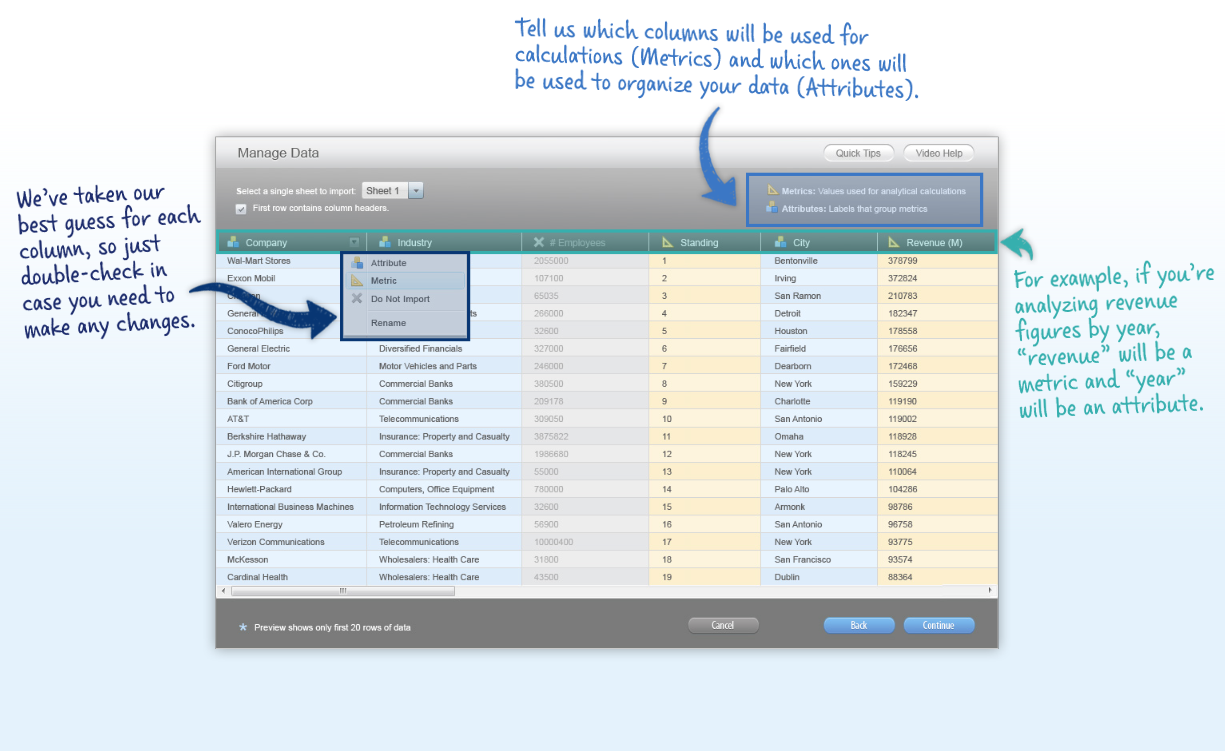 Tell us which columns will be used for
calculations (Metrics) and which ones will
be used to organize your data (Attributes).
Manage Data
Quick Tips
Video Help
We've taken our
best guess for each
column, so just
double-check in
case you need to
make any changes.
Select a single sheet to import: Sheet 1
First row contains column headers.
Metrics: Values used for analytical calculations
Attributes: Labels that group metrics
Company Industry # Employees Standing City Revenue (M)
Attribute
Metric
Do Not Import
Rename
Wal-Mart Stores 2055000 1 Bentonville 378799
Exxon Mobil 107100 2 Irving 372824
65035 3 San Ramon 210783
General 266000 4 Detroit 182347
ConocoPhilips 32600 5 Houston 178558
General Electric Diversified Financials 327000 6 Fairfield 176656
Ford Motor Motor Vehicles and Parts 246000 7 Dearborn 172468
Citigroup Commercial Banks 380500 8 New York 159229
Bank of America Corp Commercial Banks 209178 9 Charlotte 119190
AT&T Telecommunications 309050 10 San Antonio 119002
Berkshire Hathaway Insurance: Property and Casualty 3875822 11 Omaha 118928
J.P. Morgan Chase & Co. Commercial Banks 1986680 12 New York 118245
American International Group Insurance: Property and Casualty 55000 13 New York 110064
Hewlett-Packard Computers, Office Equipment 780000 14 Palo Alto 104286
International Business Machines Information Technology Services 32600 15 Armonk 98786
Valero Energy Petroleum Refining 56900 16 San Antonio 96758
Verizon Communications Telecommunications 10000400 17 New York 93775
McKesson Wholesalers: Health Care 31800 18 San Francisco 93574
Cardinal Health Wholesalers: Health Care 43500 19 Dublin 88364
For example, if you're
analyzing revenue
figures by year,
"revenue" will be a
metric and "year"
will be an attribute.
* Preview shows only first 20 rows of data
Cancel
Back
Continue